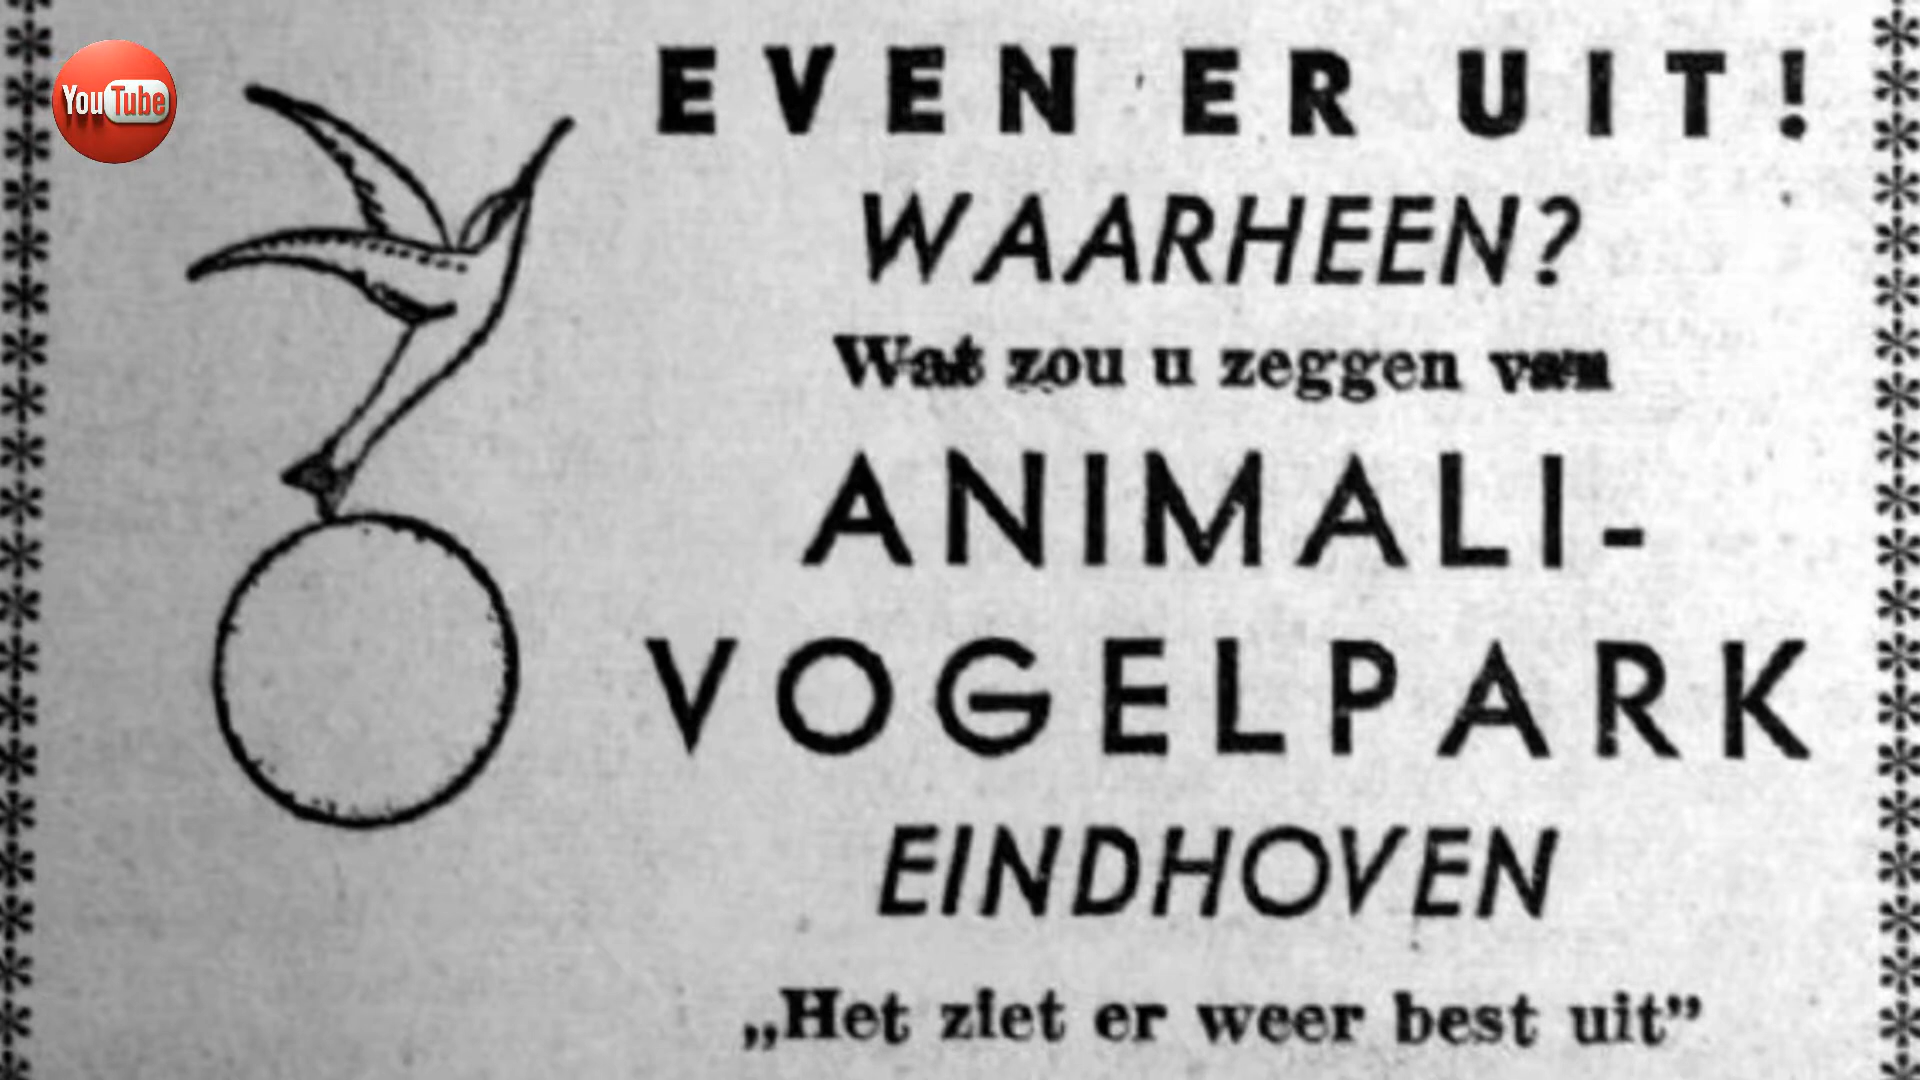 YouTube
EVEN ER UIT!
WAARHEEN?
Wat zou u zeggen van
ANIMALI-
VOGELPARK
EINDHOVEN
„Het ziet er weer best uit”